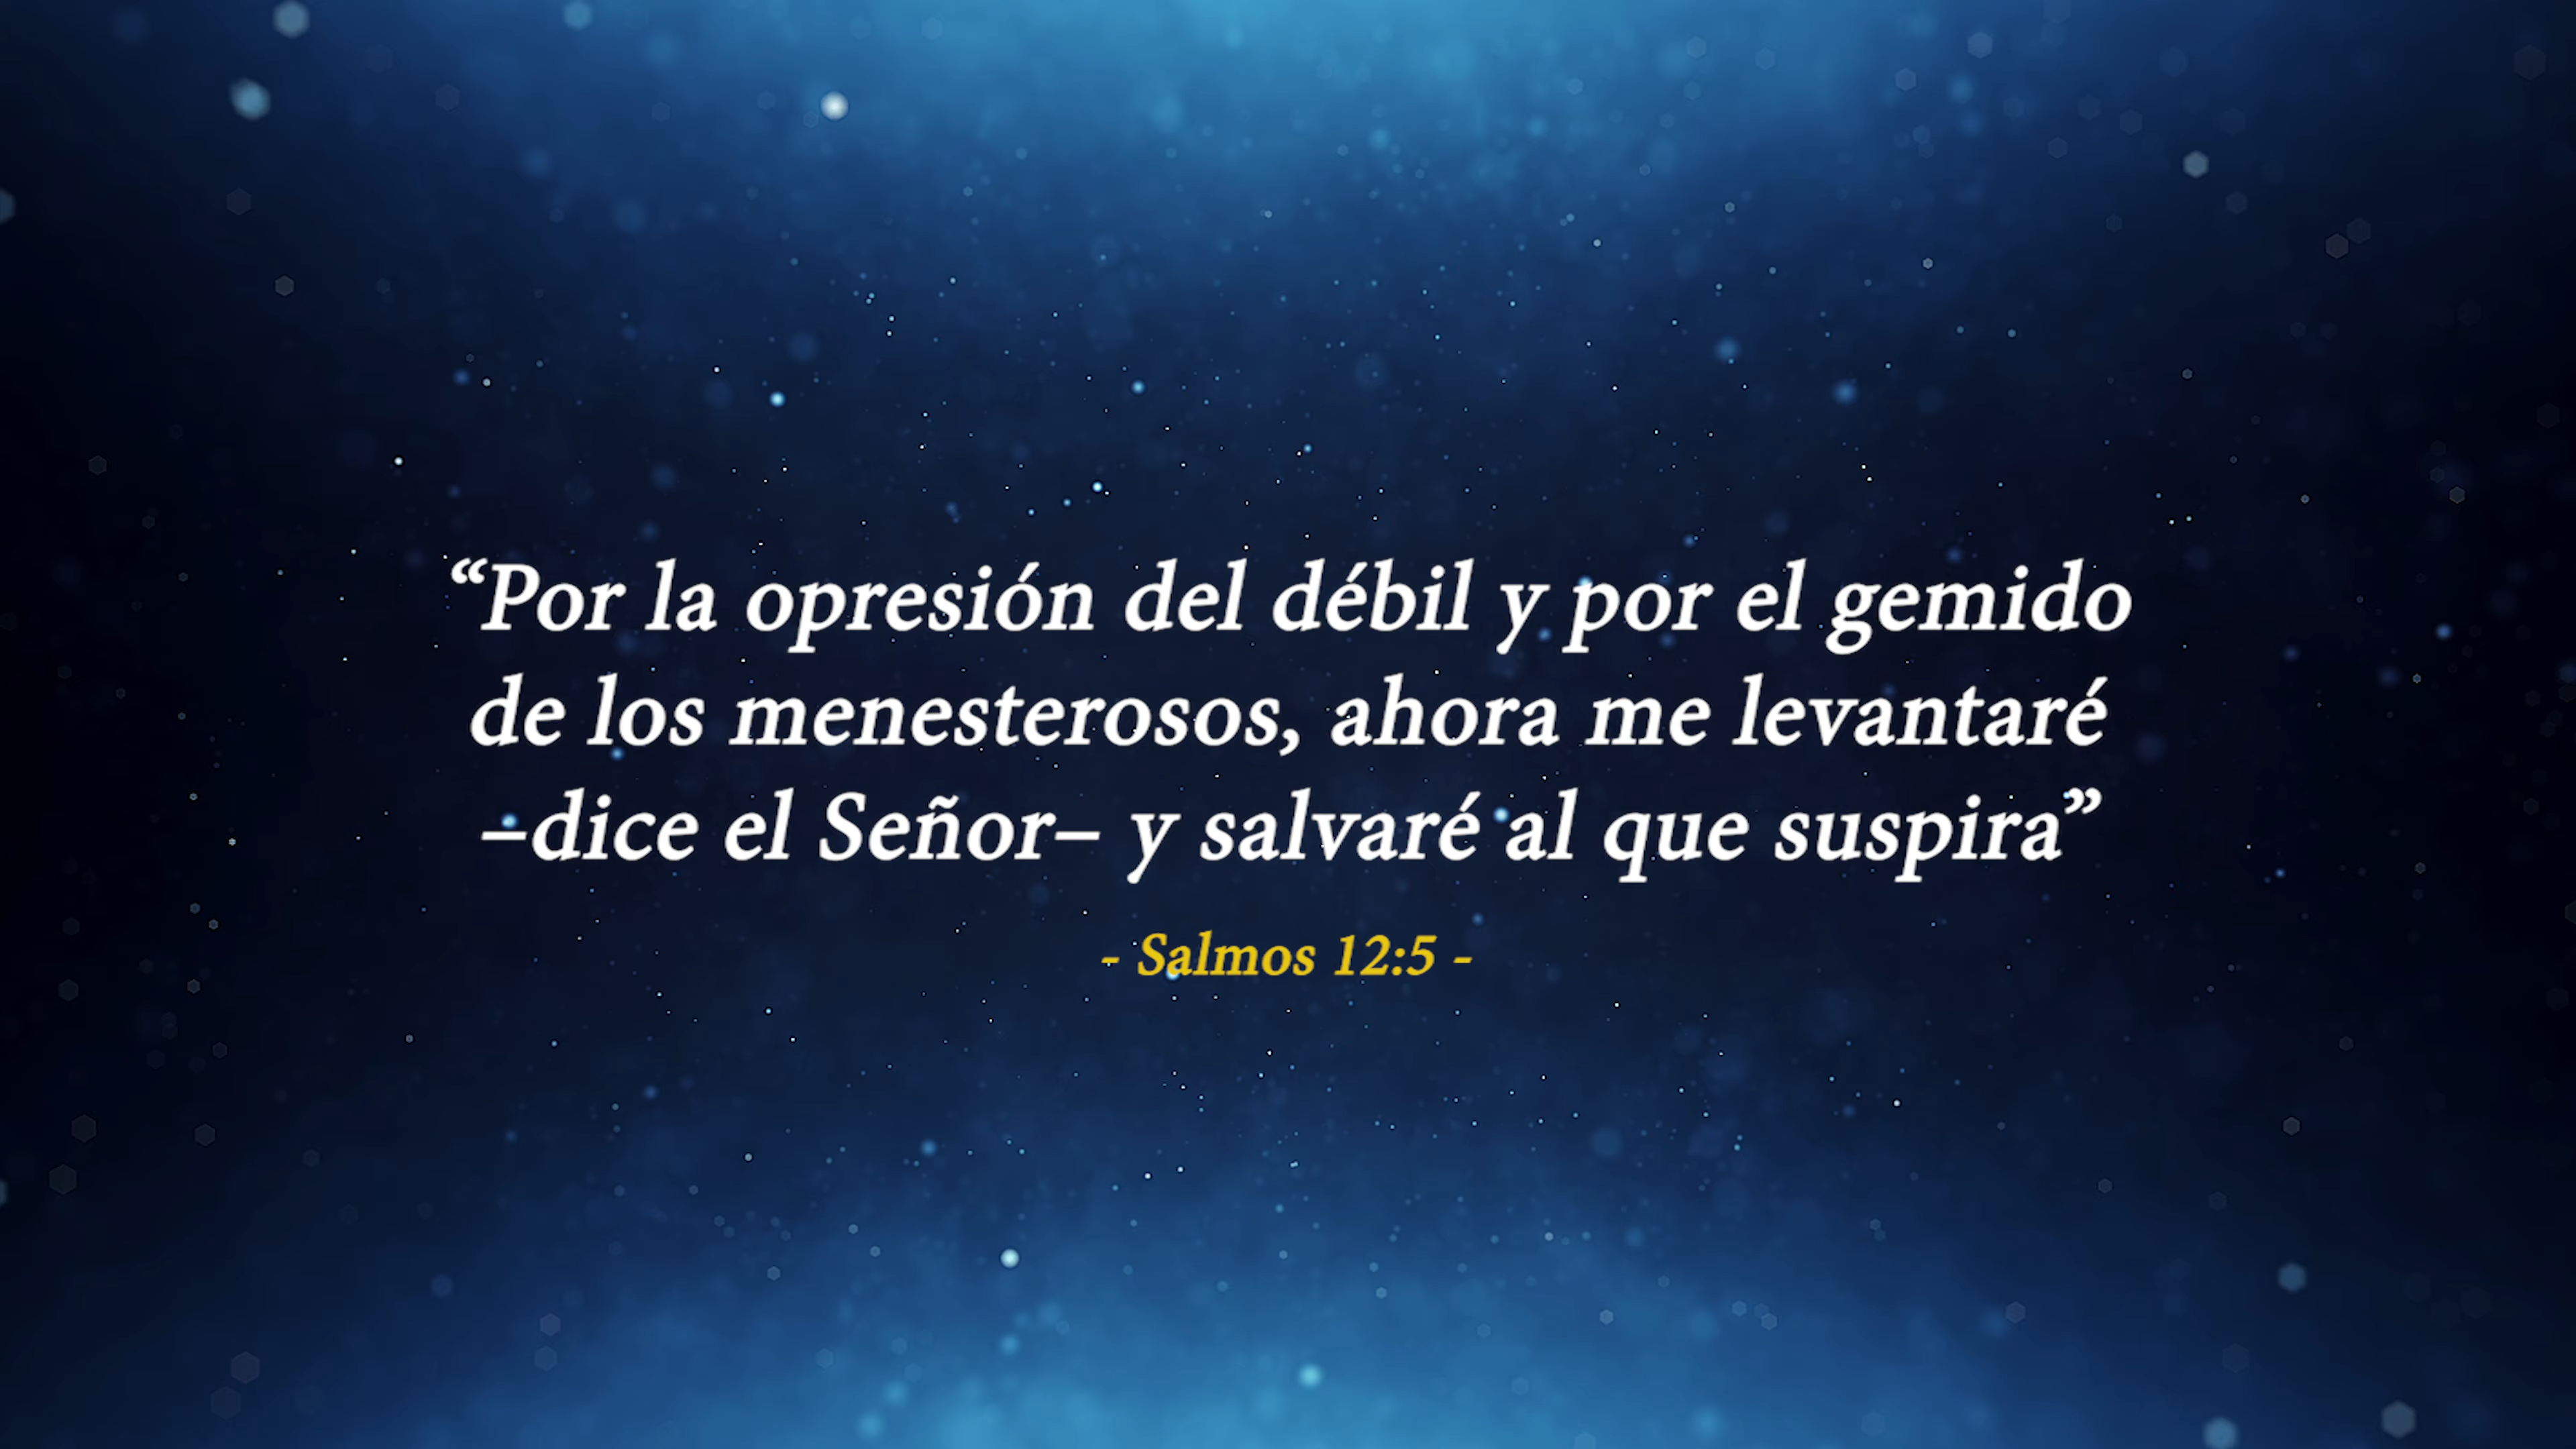 “Por la opresión del débil y por el gemido
de los menesterosos, ahora me levantaré
–dice el Señor– y salvaré al que suspira”
- Salmos 12:5 -